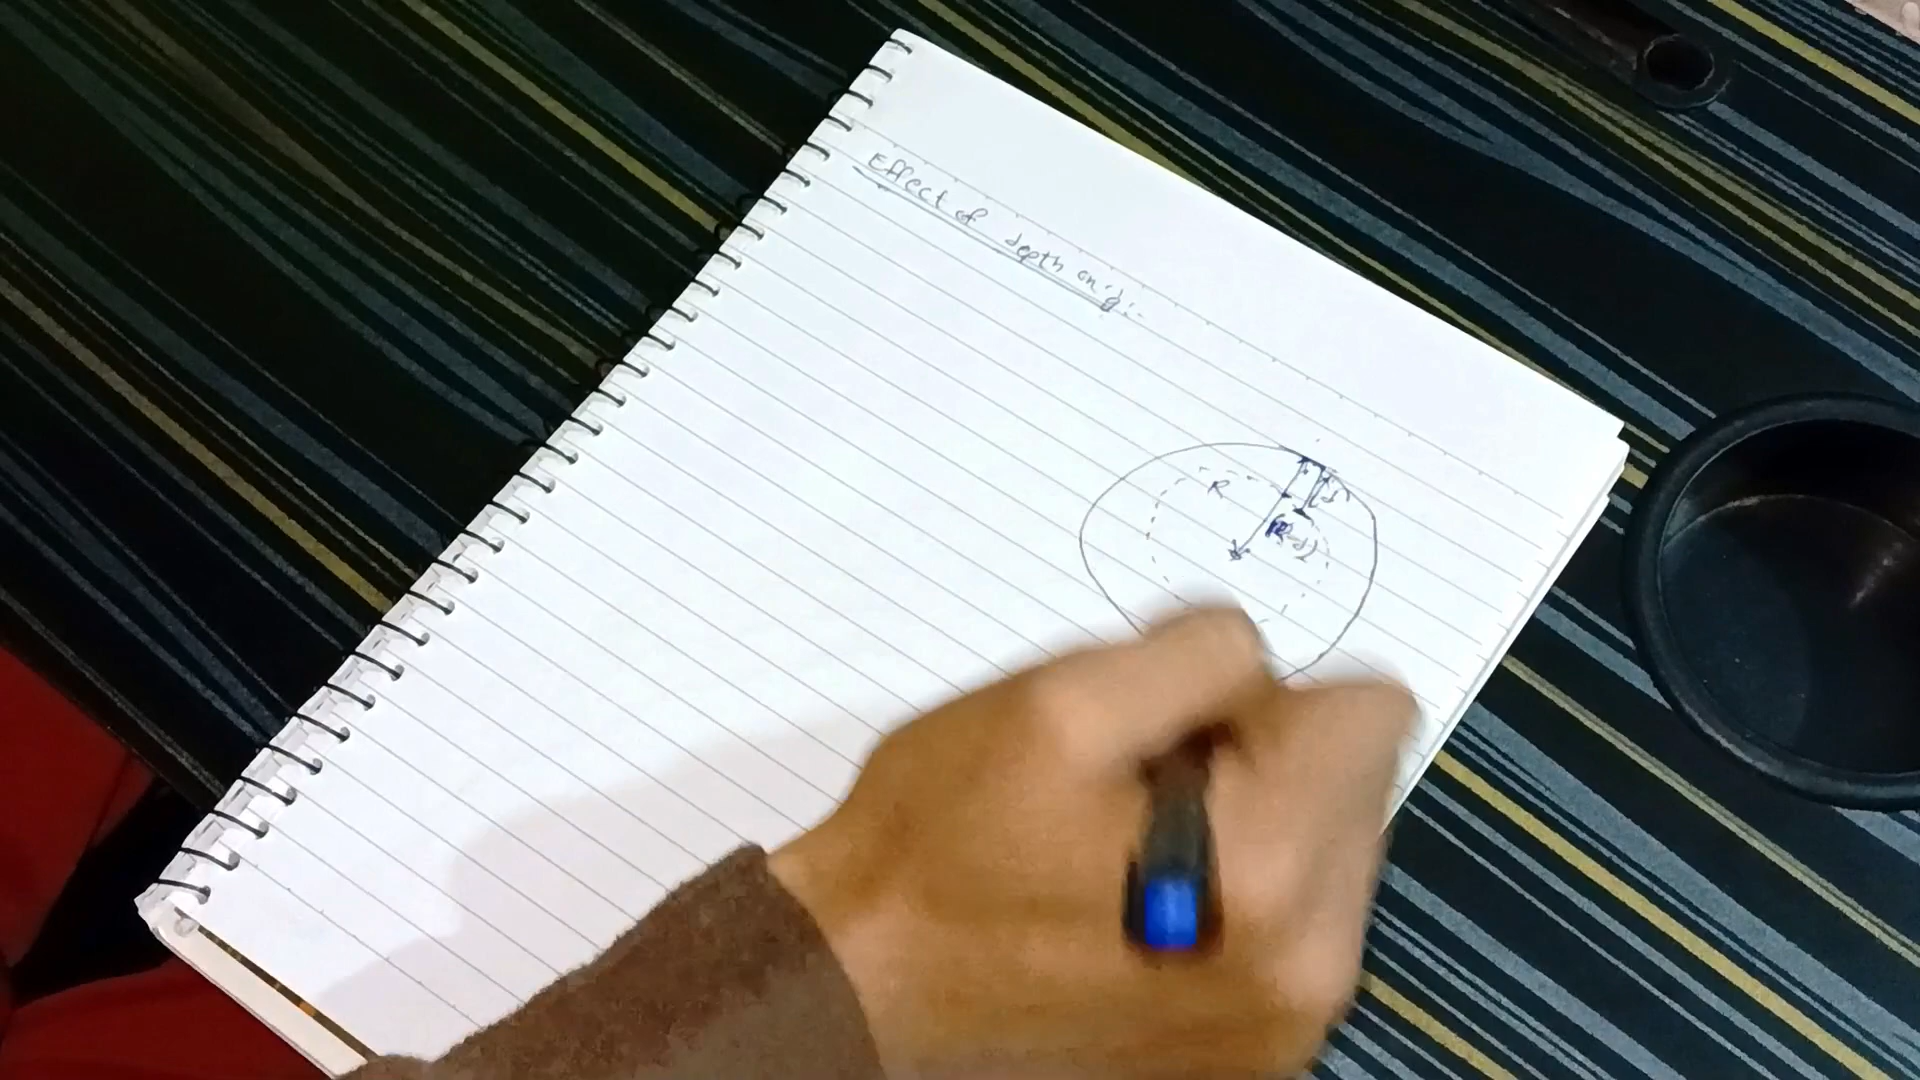 Effect of depth on 'g':-
R
d
(R-d)